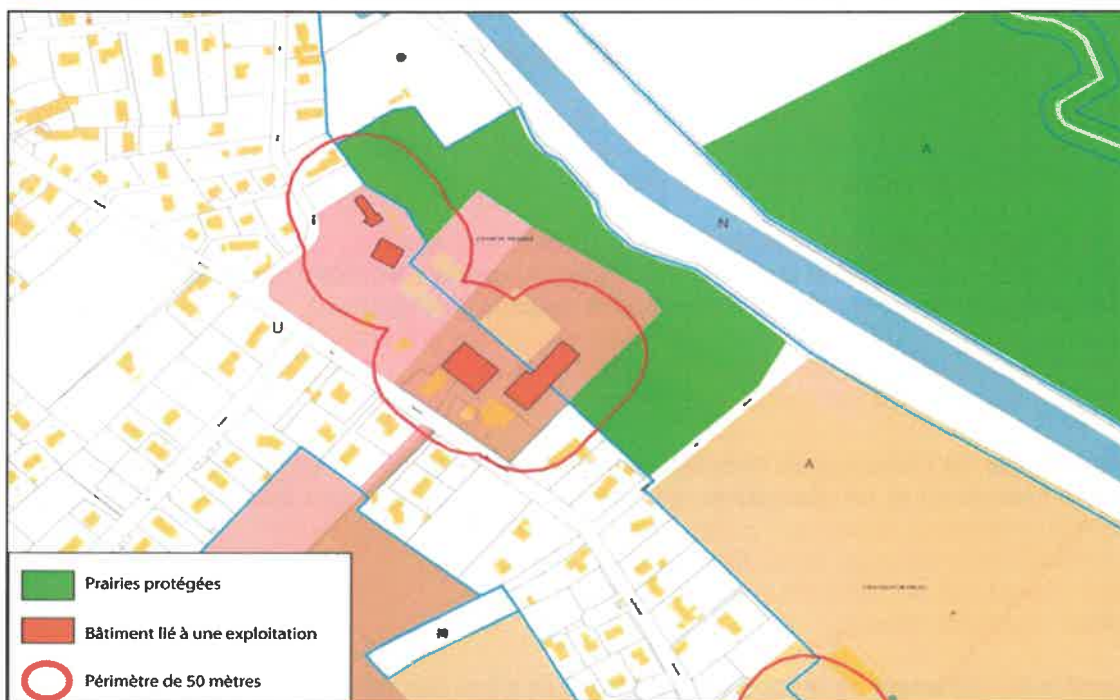 A
N
U
A
Prairies protégées
Bâtiment lié à une exploitation
Périmètre de 50 mètres